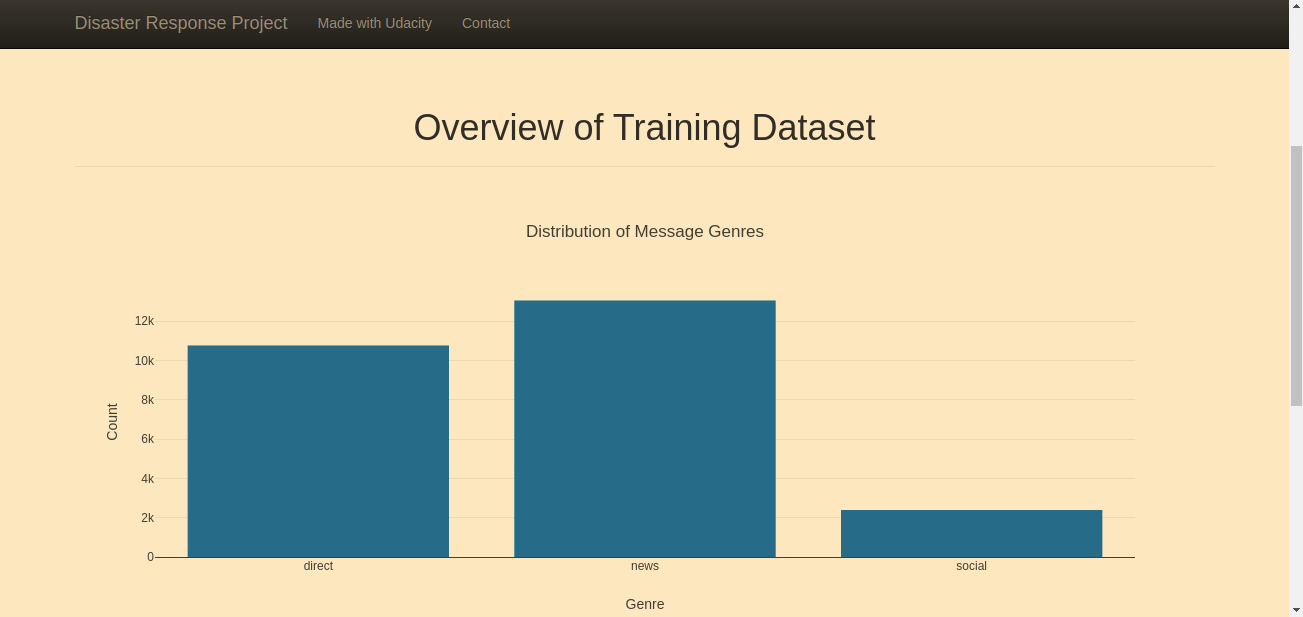 Disaster Response Project Made with Udacity Contact
Overview of Training Dataset
Distribution of Message Genres
12k
10k
8k
6k
4k
2k
0
Count
direct news social
Genre